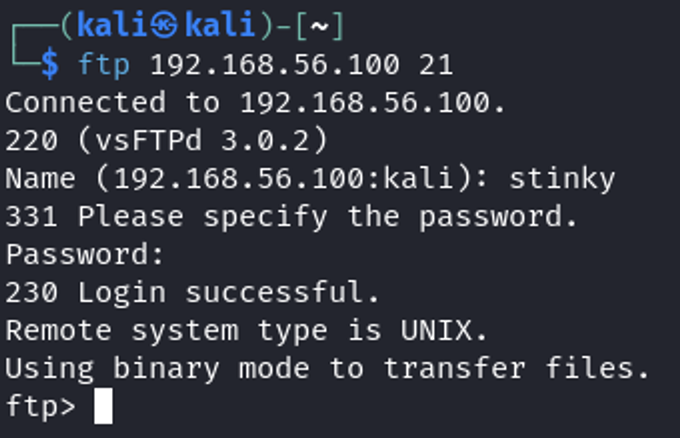 ┌──(kali㉿kali)-[~]
└─$ ftp 192.168.56.100 21
Connected to 192.168.56.100.
220 (vsFTPd 3.0.2)
Name (192.168.56.100:kali): stinky
331 Please specify the password.
Password:
230 Login successful.
Remote system type is UNIX.
Using binary mode to transfer files.
ftp>